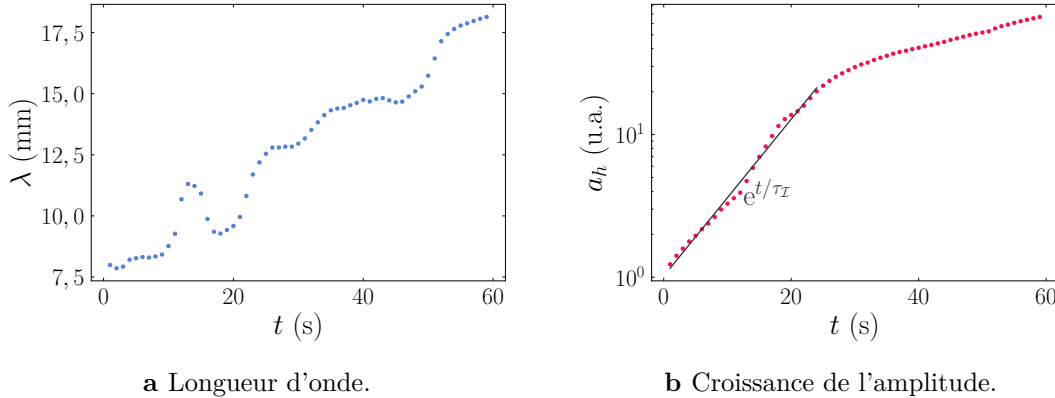 17,5
15,0
12,5
10,0
7,5
λ (mm)
0 20 40 60
t (s)
a Longueur d'onde.
10¹
10⁰
a_h (u.a.)
e^{t/τ_I}
0 20 40 60
t (s)
b Croissance de l'amplitude.